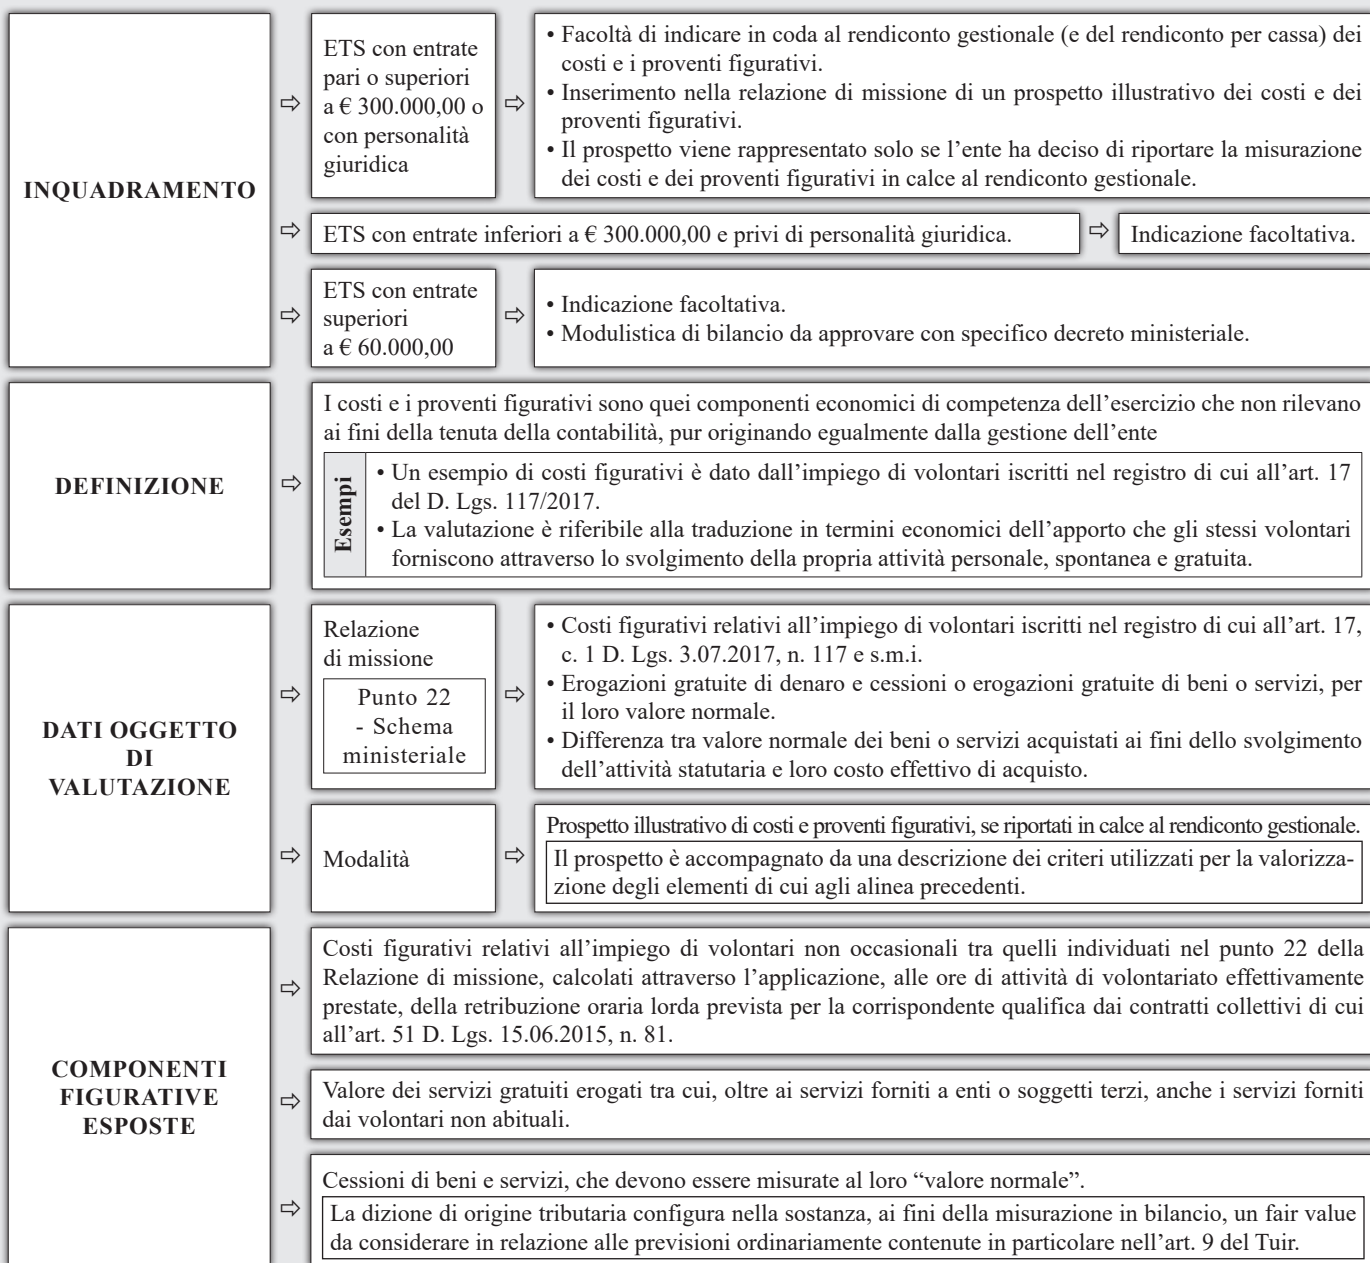 INQUADRAMENTO
⇨
ETS con entrate
pari o superiori
a € 300.000,00 o
con personalità
giuridica
⇨
• Facoltà di indicare in coda al rendiconto gestionale (e del rendiconto per cassa) dei
costi e i proventi figurativi.
• Inserimento nella relazione di missione di un prospetto illustrativo dei costi e dei
proventi figurativi.
• Il prospetto viene rappresentato solo se l’ente ha deciso di riportare la misurazione
dei costi e dei proventi figurativi in calce al rendiconto gestionale.
⇨
ETS con entrate inferiori a € 300.000,00 e privi di personalità giuridica.
⇨
Indicazione facoltativa.
⇨
ETS con entrate
superiori
a € 60.000,00
⇨
• Indicazione facoltativa.
• Modulistica di bilancio da approvare con specifico decreto ministeriale.
DEFINIZIONE
⇨
I costi e i proventi figurativi sono quei componenti economici di competenza dell’esercizio che non rilevano
ai fini della tenuta della contabilità, pur originando egualmente dalla gestione dell’ente
Esempi
• Un esempio di costi figurativi è dato dall’impiego di volontari iscritti nel registro di cui all’art. 17
del D. Lgs. 117/2017.
• La valutazione è riferibile alla traduzione in termini economici dell’apporto che gli stessi volontari
forniscono attraverso lo svolgimento della propria attività personale, spontanea e gratuita.
DATI OGGETTO
DI
VALUTAZIONE
⇨
Relazione
di missione
Punto 22
- Schema
ministeriale
⇨
• Costi figurativi relativi all’impiego di volontari iscritti nel registro di cui all’art. 17,
c. 1 D. Lgs. 3.07.2017, n. 117 e s.m.i.
• Erogazioni gratuite di denaro e cessioni o erogazioni gratuite di beni o servizi, per
il loro valore normale.
• Differenza tra valore normale dei beni o servizi acquistati ai fini dello svolgimento
dell’attività statutaria e loro costo effettivo di acquisto.
⇨
Modalità
⇨
Prospetto illustrativo di costi e proventi figurativi, se riportati in calce al rendiconto gestionale.
Il prospetto è accompagnato da una descrizione dei criteri utilizzati per la valorizza-
zione degli elementi di cui agli alinea precedenti.
COMPONENTI
FIGURATIVE
ESPOSTE
⇨
Costi figurativi relativi all’impiego di volontari non occasionali tra quelli individuati nel punto 22 della
Relazione di missione, calcolati attraverso l’applicazione, alle ore di attività di volontariato effettivamente
prestate, della retribuzione oraria lorda prevista per la corrispondente qualifica dai contratti collettivi di cui
all’art. 51 D. Lgs. 15.06.2015, n. 81.
⇨
Valore dei servizi gratuiti erogati tra cui, oltre ai servizi forniti a enti o soggetti terzi, anche i servizi forniti
dai volontari non abituali.
⇨
Cessioni di beni e servizi, che devono essere misurate al loro “valore normale”.
La dizione di origine tributaria configura nella sostanza, ai fini della misurazione in bilancio, un fair value
da considerare in relazione alle previsioni ordinariamente contenute in particolare nell’art. 9 del Tuir.